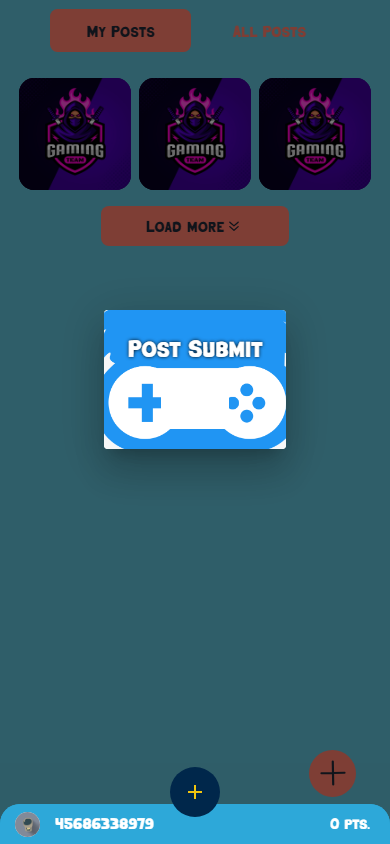 My Posts
All Posts
GAMING
TEAM
GAMING
TEAM
GAMING
TEAM
Load more
Post Submit
45686338979
0 pts.